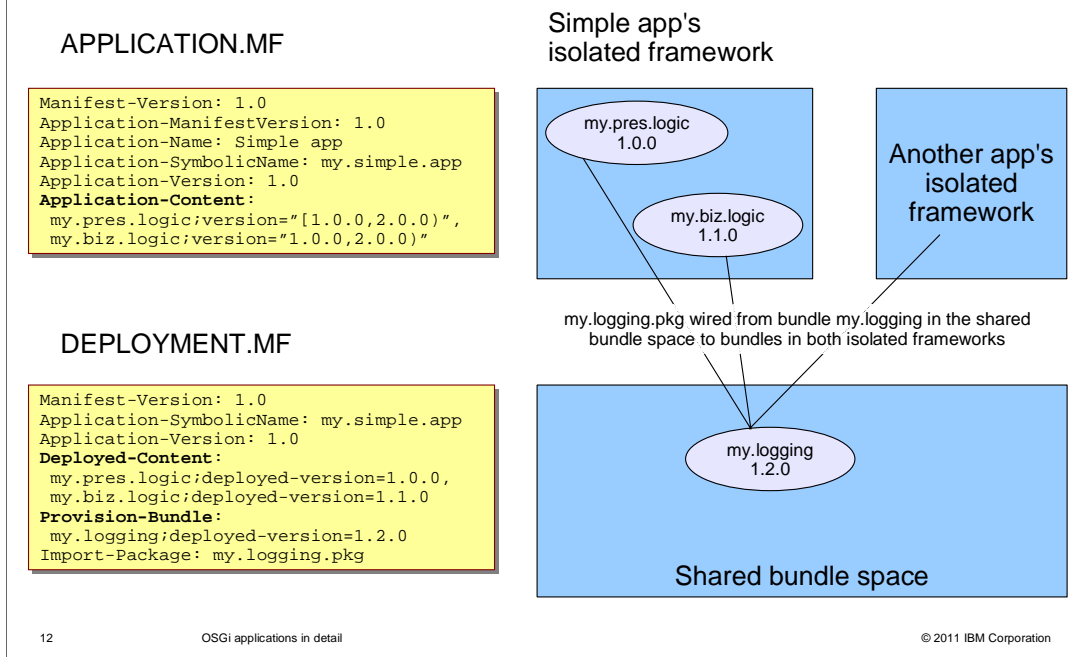 APPLICATION.MF
Manifest-Version: 1.0
Application-ManifestVersion: 1.0
Application-Name: Simple app
Application-SymbolicName: my.simple.app
Application-Version: 1.0
Application-Content:
my.pres.logic;version=”[1.0.0,2.0.0)”,
my.biz.logic;version=”1.0.0,2.0.0)”
DEPLOYMENT.MF
Manifest-Version: 1.0
Application-SymbolicName: my.simple.app
Application-Version: 1.0
Deployed-Content:
my.pres.logic;deployed-version=1.0.0,
my.biz.logic;deployed-version=1.1.0
Provision-Bundle:
my.logging;deployed-version=1.2.0
Import-Package: my.logging.pkg
Simple app's
isolated framework
my.pres.logic
1.0.0
my.biz.logic
1.1.0
Another app's
isolated
framework
my.logging.pkg wired from bundle my.logging in the shared
bundle space to bundles in both isolated frameworks
my.logging
1.2.0
Shared bundle space
12
OSGi applications in detail
© 2011 IBM Corporation